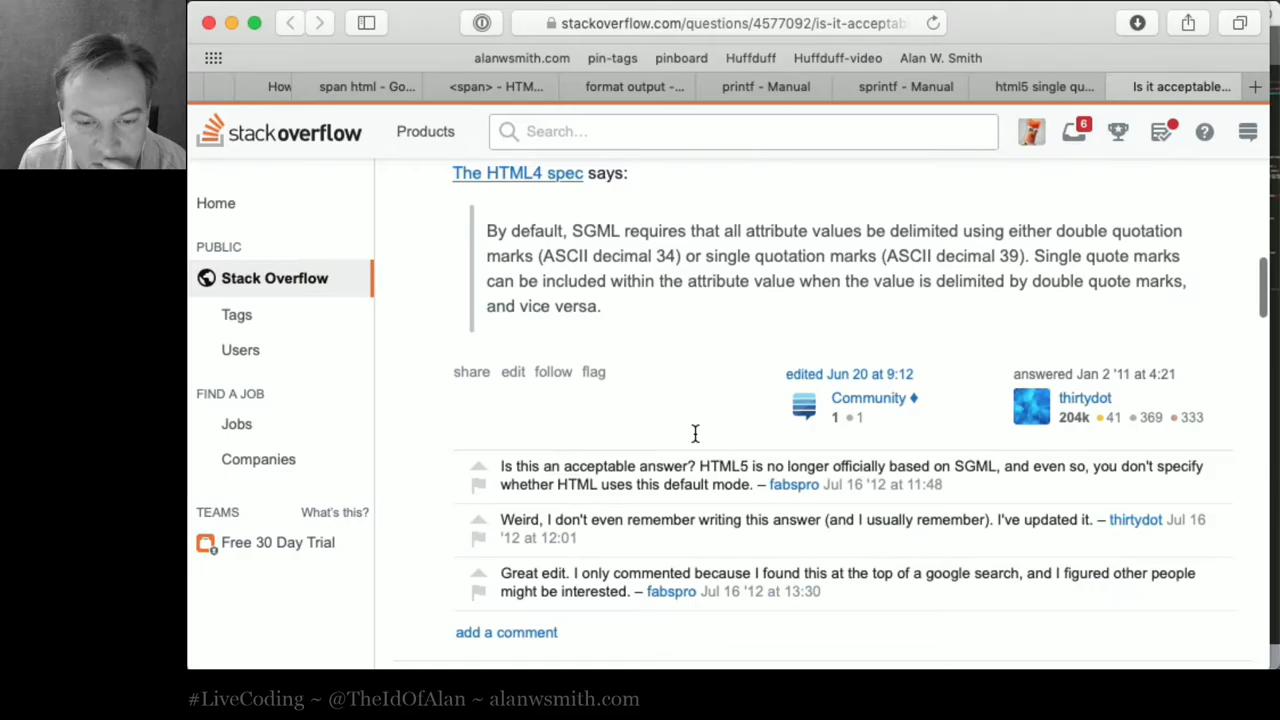 stackoverflow.com/questions/4577092/is-it-acceptab
alanwsmith.com pin-tags pinboard Huffduff Huffduff-video Alan W. Smith
How span html - Go... <span> - HTM... format output -... printf - Manual sprintf - Manual html5 single qu... Is it acceptable...
stackoverflow Products Search... 6
The HTML4 spec says:
Home
PUBLIC
Stack Overflow
Tags
Users
FIND A JOB
Jobs
Companies
TEAMS What's this?
Free 30 Day Trial
By default, SGML requires that all attribute values be delimited using either double quotation
marks (ASCII decimal 34) or single quotation marks (ASCII decimal 39). Single quote marks
can be included within the attribute value when the value is delimited by double quote marks,
and vice versa.
share edit follow flag
edited Jun 20 at 9:12
Community ♦
1 ●1
answered Jan 2 '11 at 4:21
thirtydot
204k ●41 ●369 ●333
Is this an acceptable answer? HTML5 is no longer officially based on SGML, and even so, you don't specify
whether HTML uses this default mode. – fabspro Jul 16 '12 at 11:48
Weird, I don't even remember writing this answer (and I usually remember). I've updated it. – thirtydot Jul 16
'12 at 12:01
Great edit. I only commented because I found this at the top of a google search, and I figured other people
might be interested. – fabspro Jul 16 '12 at 13:30
add a comment
#LiveCoding ~ @TheIdOfAlan ~ alanwsmith.com